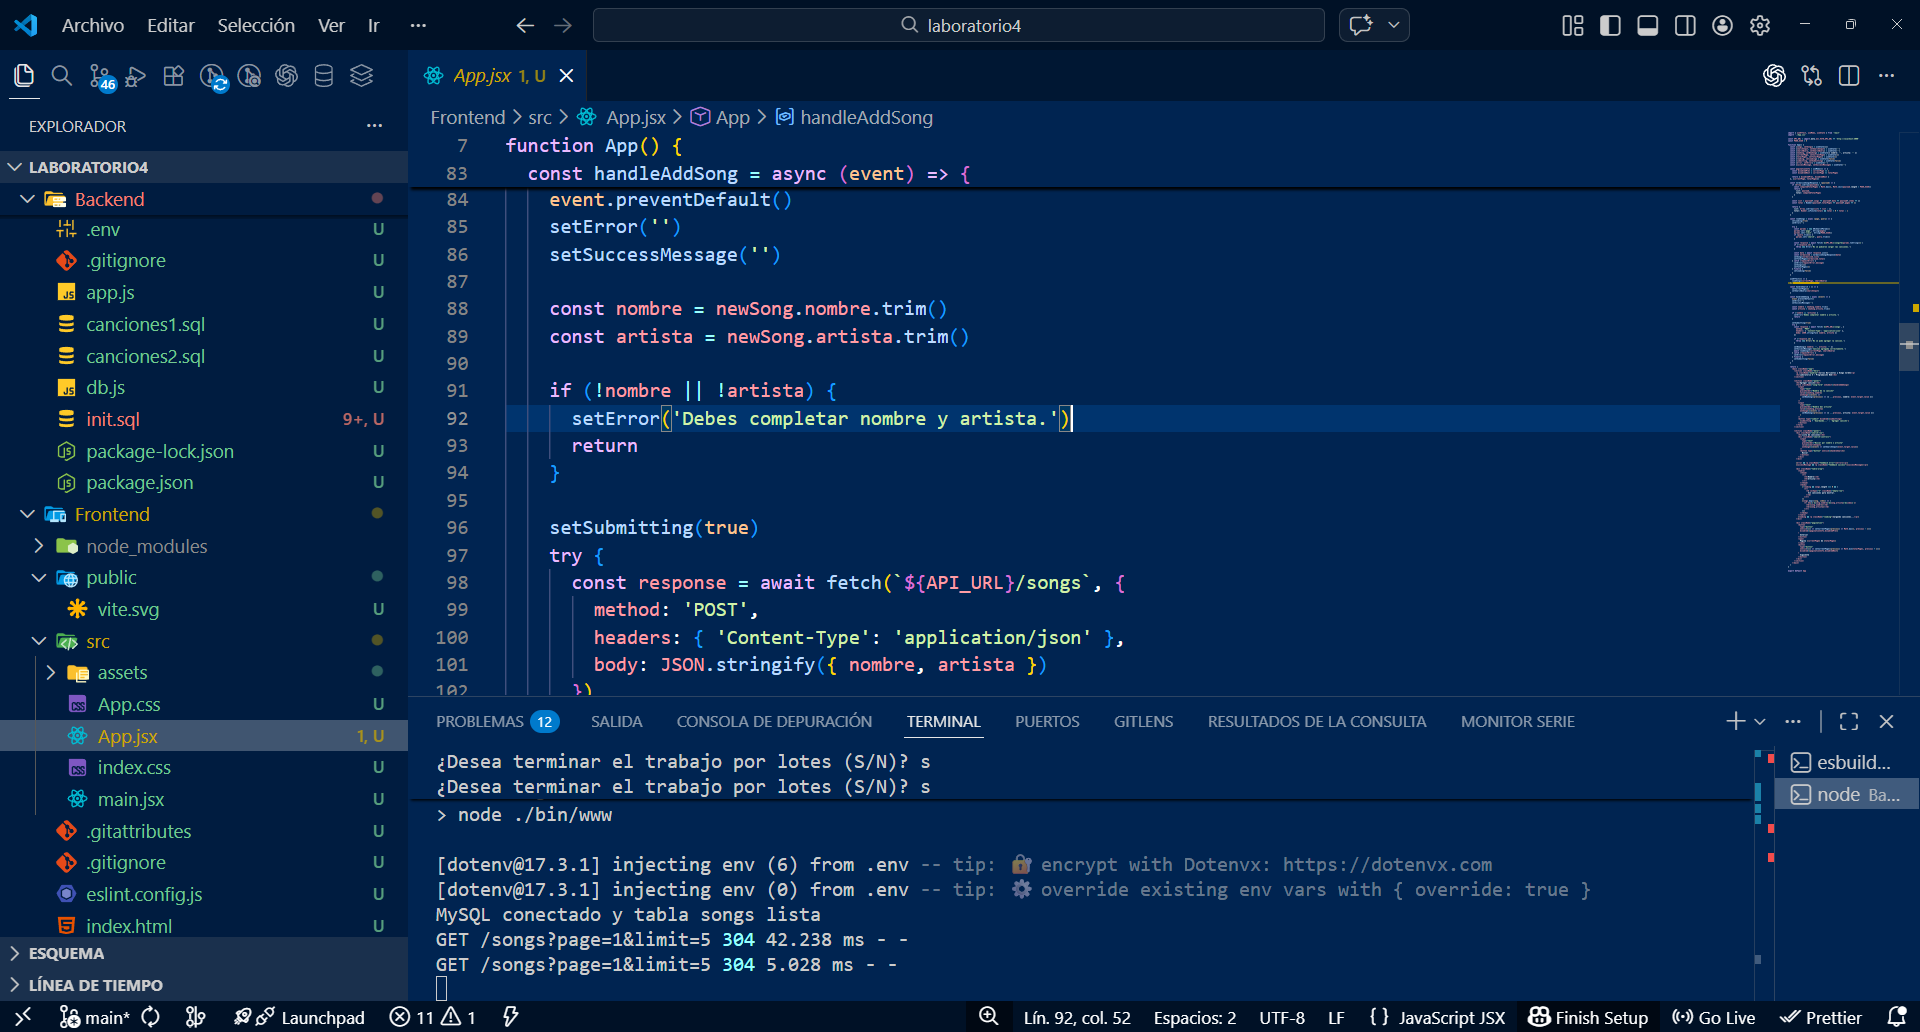 Archivo Editar Selección Ver Ir ···
laboratorio4
46
EXPLORADOR
LABORATORIO4
Backend
.env U
.gitignore U
app.js U
canciones1.sql U
canciones2.sql U
db.js U
init.sql 9+, U
package-lock.json U
package.json U
Frontend
node_modules
public
vite.svg U
src
assets
App.css U
App.jsx 1, U
index.css U
main.jsx U
.gitattributes U
.gitignore U
eslint.config.js U
index.html U
ESQUEMA
LÍNEA DE TIEMPO
App.jsx 1, U
Frontend > src > App.jsx > App > handleAddSong
7 function App() {
83 const handleAddSong = async (event) => {
84 event.preventDefault()
85 setError('')
86 setSuccessMessage('')
87
88 const nombre = newSong.nombre.trim()
89 const artista = newSong.artista.trim()
90
91 if (!nombre || !artista) {
92 setError('Debes completar nombre y artista.')
93 return
94 }
95
96 setSubmitting(true)
97 try {
98 const response = await fetch(`${API_URL}/songs`, {
99 method: 'POST',
100 headers: { 'Content-Type': 'application/json' },
101 body: JSON.stringify({ nombre, artista })
102 })
PROBLEMAS 12 SALIDA CONSOLA DE DEPURACIÓN TERMINAL PUERTOS GITLENS RESULTADOS DE LA CONSULTA MONITOR SERIE
¿Desea terminar el trabajo por lotes (S/N)? s
¿Desea terminar el trabajo por lotes (S/N)? s
> node ./bin/www
[dotenv@17.3.1] injecting env (6) from .env -- tip: 🔐 encrypt with Dotenvx: https://dotenvx.com
[dotenv@17.3.1] injecting env (0) from .env -- tip: ⚙️ override existing env vars with { override: true }
MySQL conectado y tabla songs lista
GET /songs?page=1&limit=5 304 42.238 ms - -
GET /songs?page=1&limit=5 304 5.028 ms - -
esbuild...
node Ba...
main* Launchpad 11 1 Lín. 92, col. 52 Espacios: 2 UTF-8 LF {} JavaScript JSX Finish Setup Go Live Prettier